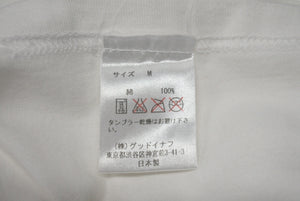 サイズ M
綿 100%
タンブラー乾燥はお避け下さい。
(株)グッドイナフ
東京都渋谷区神宮前3-41-3
日本製